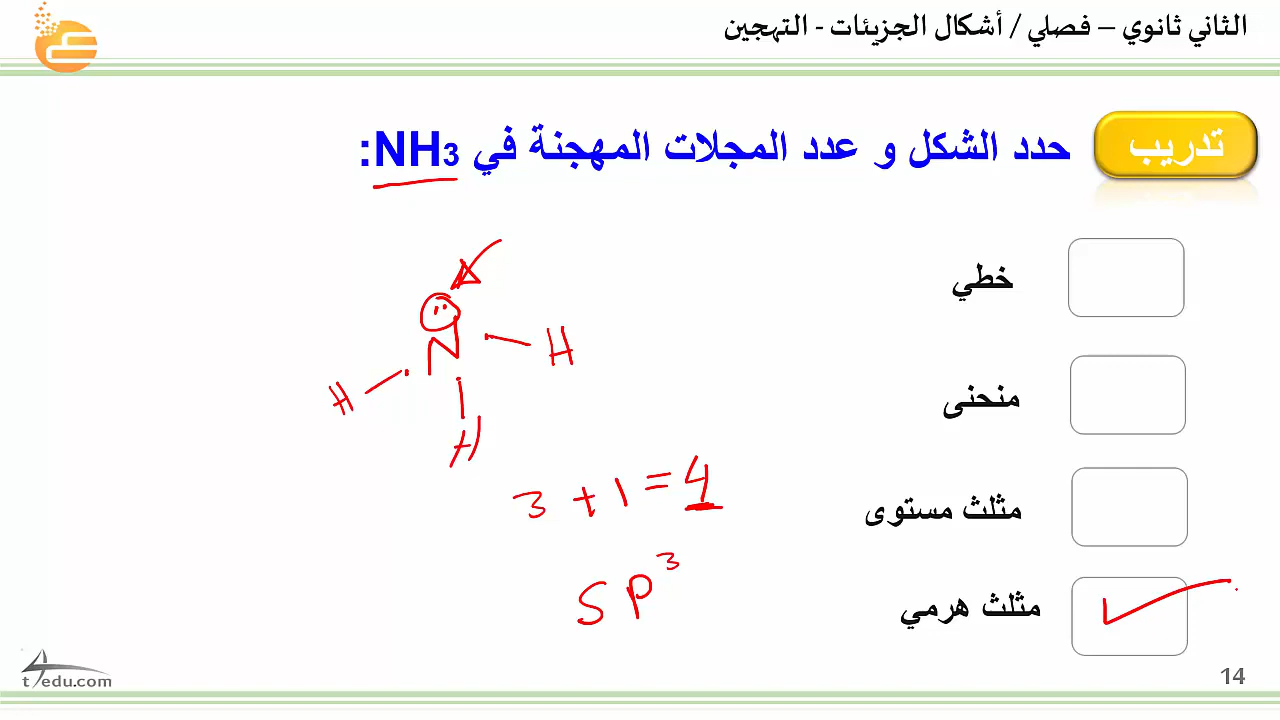 الثاني ثانوي – فصلي / أشكال الجزيئات - التهجين
تدريب
حدد الشكل و عدد المجلات المهجنة في NH3:
خطي
منحنى
مثلث مستوى
مثلث هرمي
N
H
H
H
3 + 1 = 4
SP³
t4edu.com
14